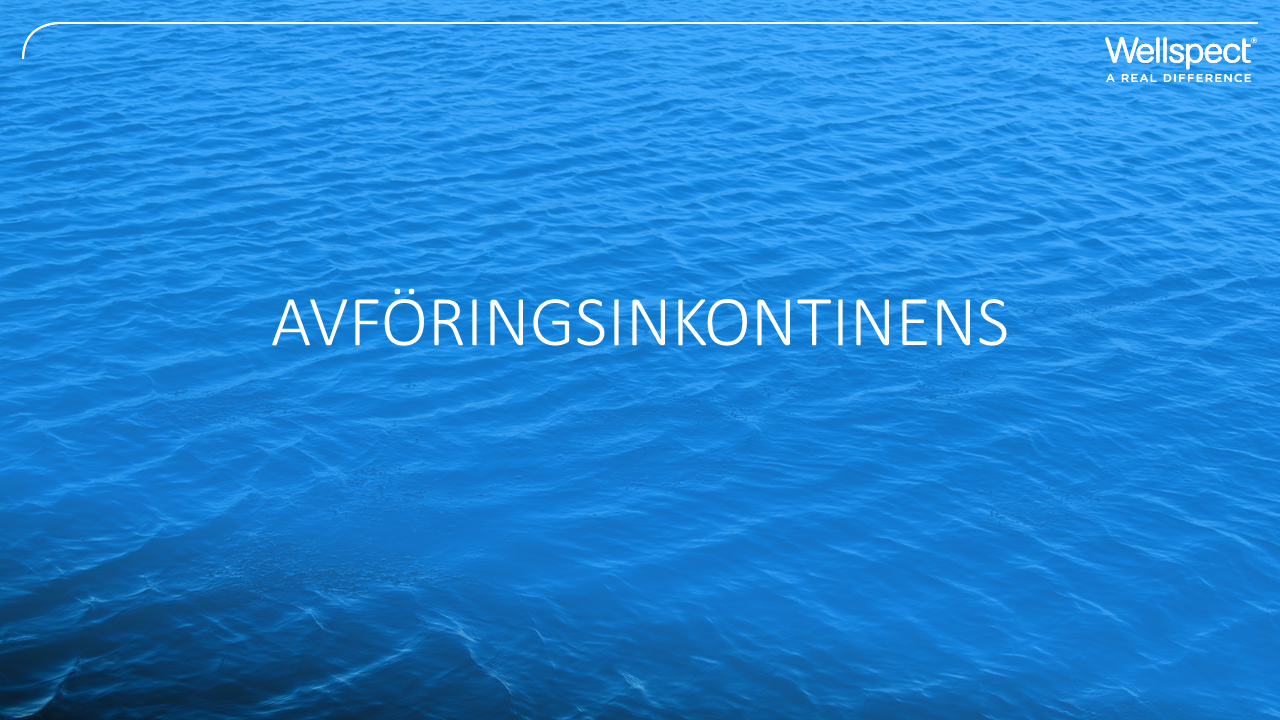 Wellspect®
A REAL DIFFERENCE
AVFÖRINGSINKONTINENS